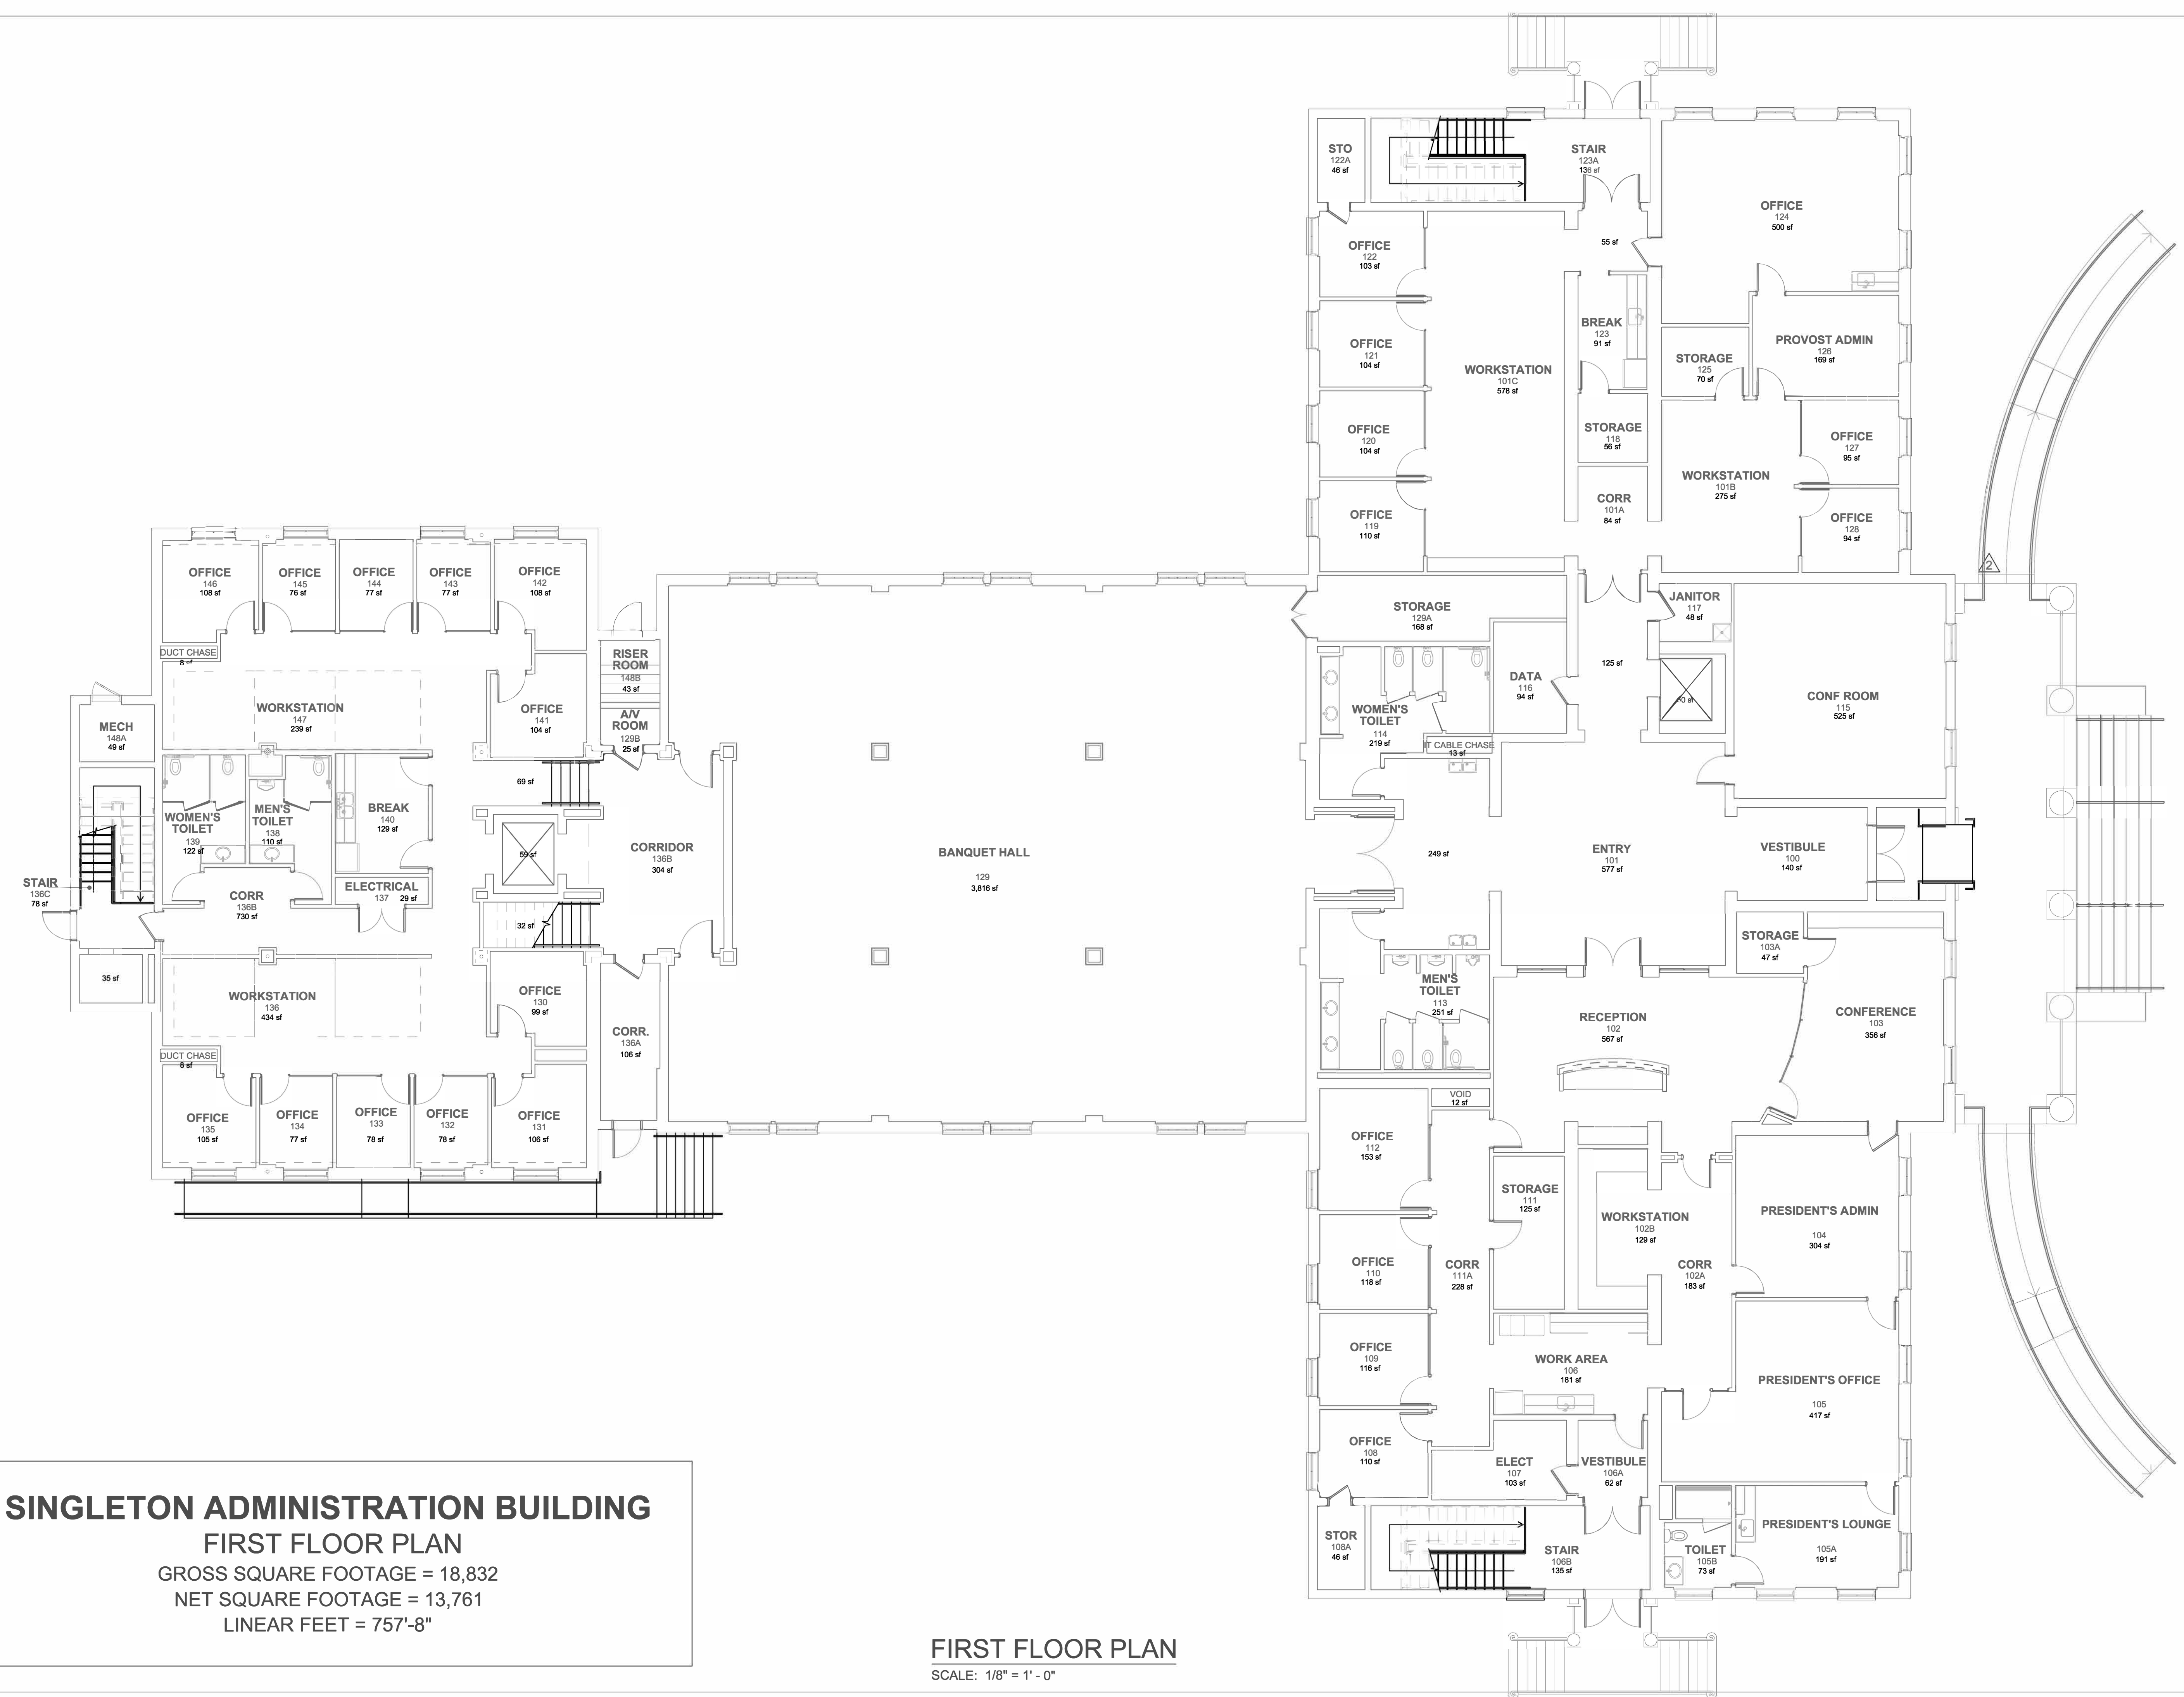 STO
122A
46 sf
STAIR
123A
136 sf
OFFICE
124
500 sf
OFFICE
122
103 sf
55 sf
OFFICE
121
104 sf
BREAK
123
91 sf
PROVOST ADMIN
126
169 sf
STORAGE
125
70 sf
WORKSTATION
101C
578 sf
OFFICE
120
104 sf
STORAGE
118
56 sf
OFFICE
127
95 sf
WORKSTATION
101B
275 sf
OFFICE
119
110 sf
CORR
101A
84 sf
OFFICE
128
94 sf
2
OFFICE
146
108 sf
OFFICE
145
76 sf
OFFICE
144
77 sf
OFFICE
143
77 sf
OFFICE
142
108 sf
STORAGE
129A
168 sf
JANITOR
117
48 sf
DUCT CHASE
8 sf
RISER
ROOM
148B
43 sf
125 sf
DATA
116
94 sf
CONF ROOM
115
525 sf
WORKSTATION
147
239 sf
OFFICE
141
104 sf
A/V
ROOM
129B
25 sf
WOMEN'S
TOILET
114
219 sf
IT CABLE CHASE
13 sf
MECH
148A
49 sf
69 sf
WOMEN'S
TOILET
139
122 sf
MEN'S
TOILET
138
110 sf
BREAK
140
129 sf
59 sf
CORRIDOR
136B
304 sf
BANQUET HALL
129
3,816 sf
249 sf
ENTRY
101
577 sf
VESTIBULE
100
140 sf
STAIR
136C
78 sf
CORR
136B
730 sf
ELECTRICAL
137 29 sf
32 sf
STORAGE
103A
47 sf
35 sf
WORKSTATION
136
434 sf
OFFICE
130
99 sf
MEN'S
TOILET
113
251 sf
RECEPTION
102
567 sf
CONFERENCE
103
356 sf
CORR.
136A
106 sf
DUCT CHASE
8 sf
OFFICE
135
105 sf
OFFICE
134
77 sf
OFFICE
133
78 sf
OFFICE
132
78 sf
OFFICE
131
106 sf
VOID
12 sf
OFFICE
112
153 sf
STORAGE
111
125 sf
WORKSTATION
102B
129 sf
PRESIDENT'S ADMIN
104
304 sf
OFFICE
110
118 sf
CORR
111A
228 sf
CORR
102A
183 sf
OFFICE
109
116 sf
WORK AREA
106
181 sf
PRESIDENT'S OFFICE
105
417 sf
OFFICE
108
110 sf
ELECT
107
103 sf
VESTIBULE
106A
62 sf
STOR
108A
46 sf
STAIR
106B
135 sf
TOILET
105B
73 sf
PRESIDENT'S LOUNGE
105A
191 sf
SINGLETON ADMINISTRATION BUILDING
FIRST FLOOR PLAN
GROSS SQUARE FOOTAGE = 18,832
NET SQUARE FOOTAGE = 13,761
LINEAR FEET = 757'-8"
FIRST FLOOR PLAN
SCALE: 1/8" = 1' - 0"